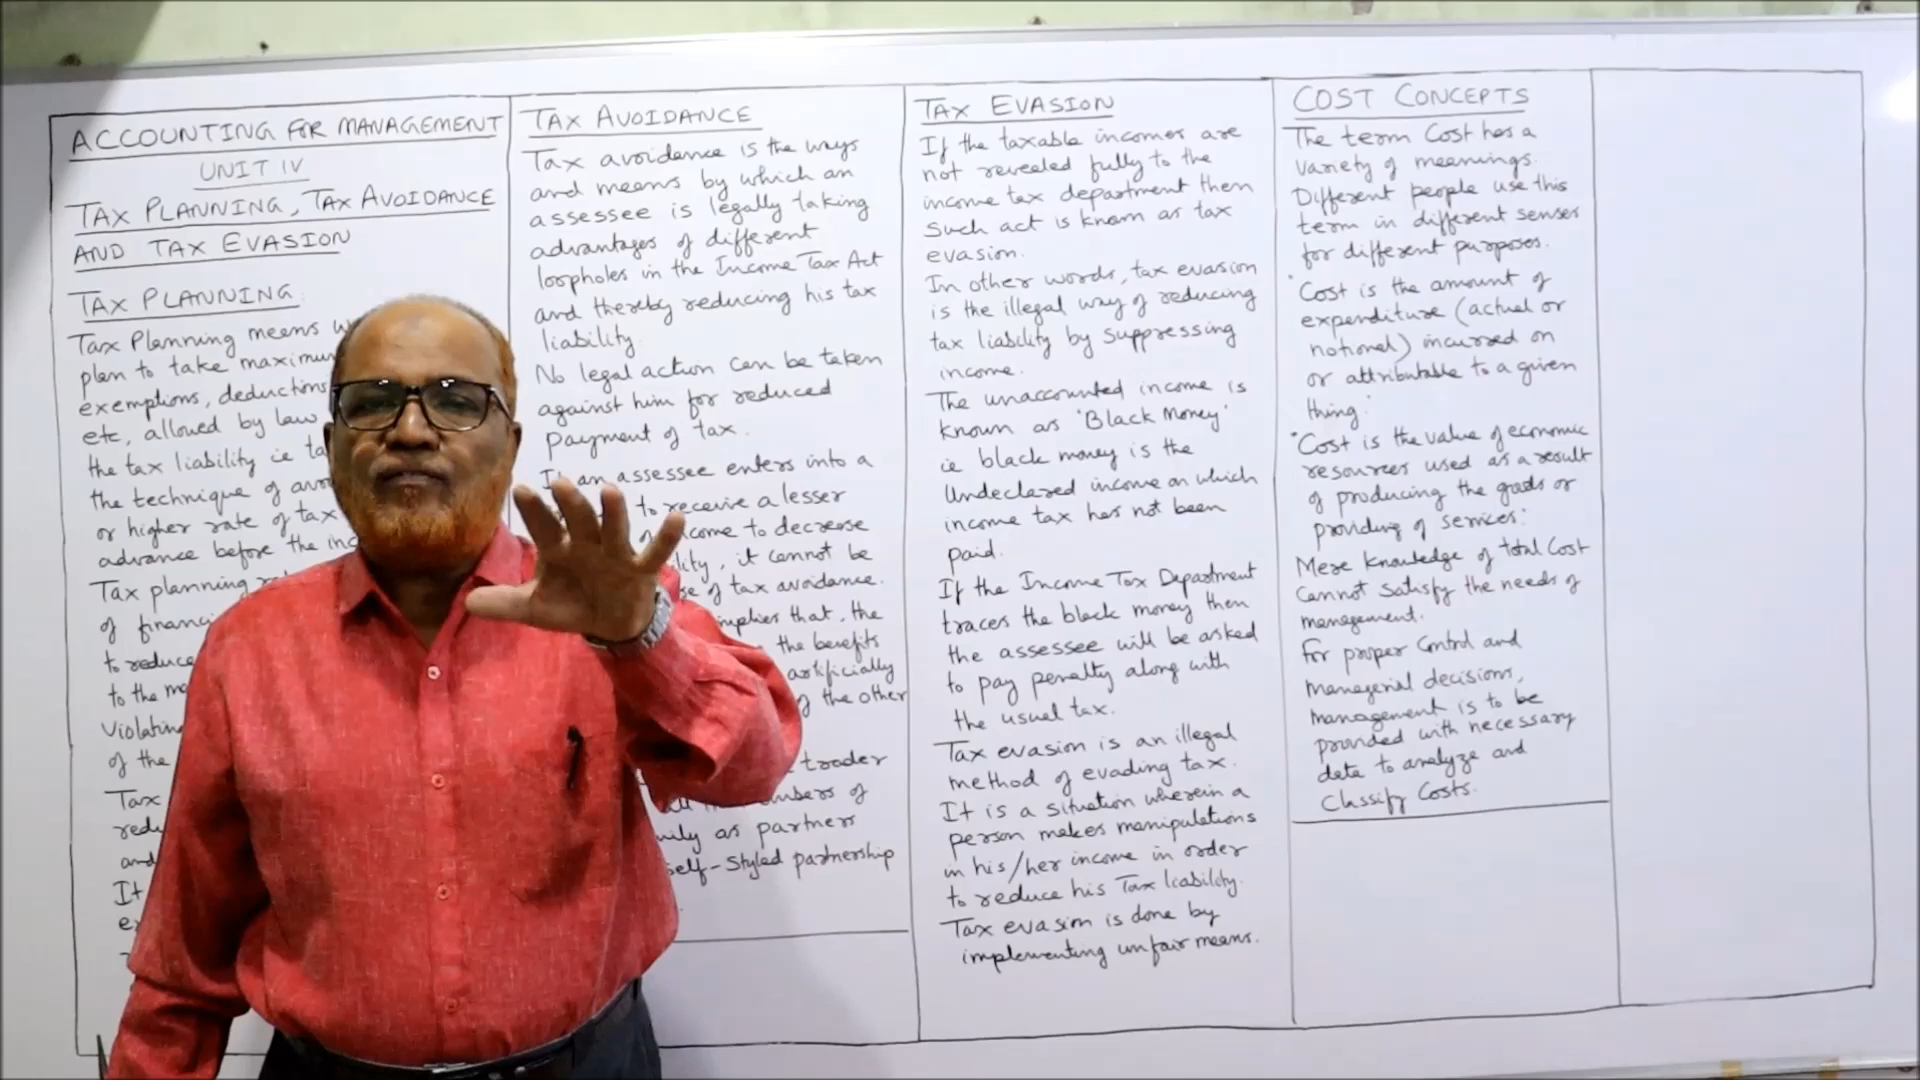 ACCOUNTING FOR MANAGEMENT
UNIT IV
TAX PLANNING, TAX AVOIDANCE
AND TAX EVASION
TAX PLANNING
Tax Planning means
plan to take
exemptions, deductions
etc, allowed by law
the tax liability ie
the technique of
or higher rate of tax
advance before the
Tax planning
of
to reduce
to the
of the
Tax
It
TAX AVOIDANCE
Tax avoidance is the ways
and means by which an
assessee is legally taking
advantages of different
loopholes in the Income Tax Act
and thereby reducing his tax
liability.
No legal action can be taken
against him for reduced
payment of tax.
an assessee enters into a
to receive a lesser
to decrease
, it cannot be
of tax avoidance.
implies that, the
the benefits
artificially
of the other
trader
of
as partners
self-styled partnership
TAX EVASION
If the taxable incomes are
not revealed fully to the
income tax department then
such act is known as tax
evasion.
In other words, tax evasion
is the illegal way of reducing
tax liability by suppressing
income.
The unaccounted income is
known as 'Black Money'
ie black money is the
Undeclared income on which
income tax has not been
paid.
If the Income Tax Department
traces the black money then
the assessee will be asked
to pay penalty along with
the usual tax.
Tax evasion is an illegal
method of evading tax.
It is a situation wherein a
person makes manipulations
in his/her income in order
to reduce his Tax liability.
Tax evasion is done by
implementing unfair means.
COST CONCEPTS
The term Cost has a
variety of meanings.
Different people use this
term in different senses
for different purposes.
"Cost is the amount of
expenditure (actual or
notional) incurred on
or attributable to a given
thing."
"Cost is the value of economic
resources used as a result
of producing the goods or
providing of services."
Mere knowledge of total Cost
cannot satisfy the needs of
management.
For proper Control and
managerial decisions,
management is to be
provided with necessary
data to analyze and
Classify Costs.